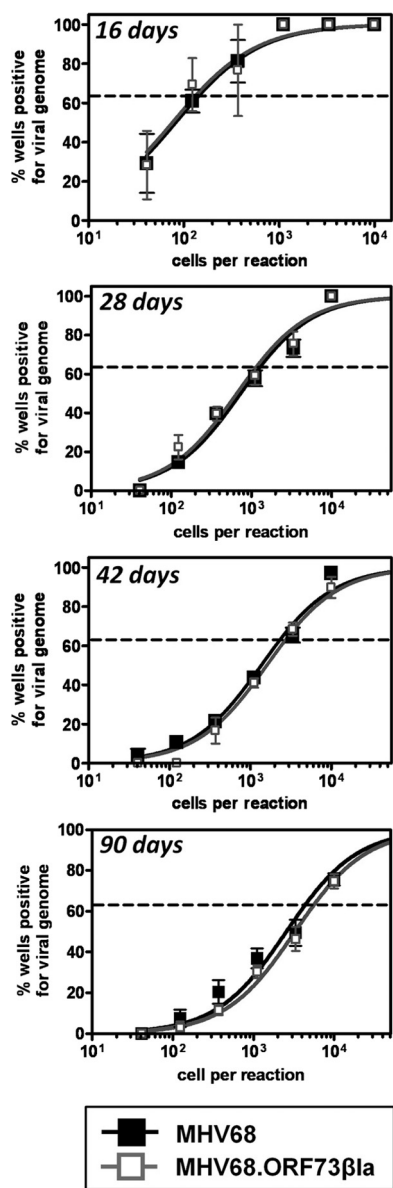 16 days
% wells positive
for viral genome
100
80
60
40
20
0
10¹ 10² 10³ 10⁴
cells per reaction
28 days
% wells positive
for viral genome
100
80
60
40
20
0
10¹ 10² 10³ 10⁴
cells per reaction
42 days
% wells positive
for viral genome
100
80
60
40
20
0
10¹ 10² 10³ 10⁴
cells per reaction
90 days
% wells positive
for viral genome
100
80
60
40
20
0
10¹ 10² 10³ 10⁴
cell per reaction
MHV68
MHV68.ORF73βla